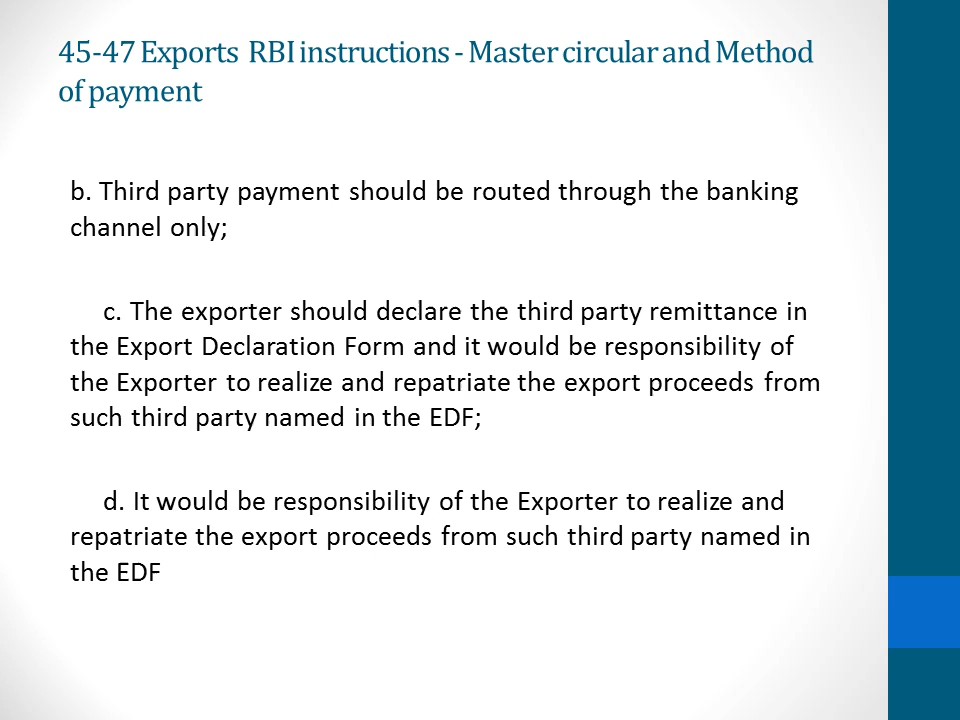 45-47 Exports RBI instructions - Master circular and Method
of payment
b. Third party payment should be routed through the banking
channel only;
c. The exporter should declare the third party remittance in
the Export Declaration Form and it would be responsibility of
the Exporter to realize and repatriate the export proceeds from
such third party named in the EDF;
d. It would be responsibility of the Exporter to realize and
repatriate the export proceeds from such third party named in
the EDF